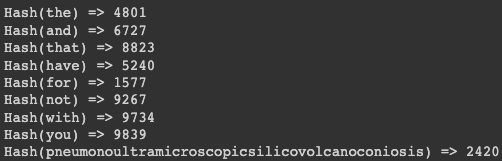 Hash(the) => 4801
Hash(and) => 6727
Hash(that) => 8823
Hash(have) => 5240
Hash(for) => 1577
Hash(not) => 9267
Hash(with) => 9734
Hash(you) => 9839
Hash(pneumonoultramicroscopicsilicovolcanoconiosis) => 2420